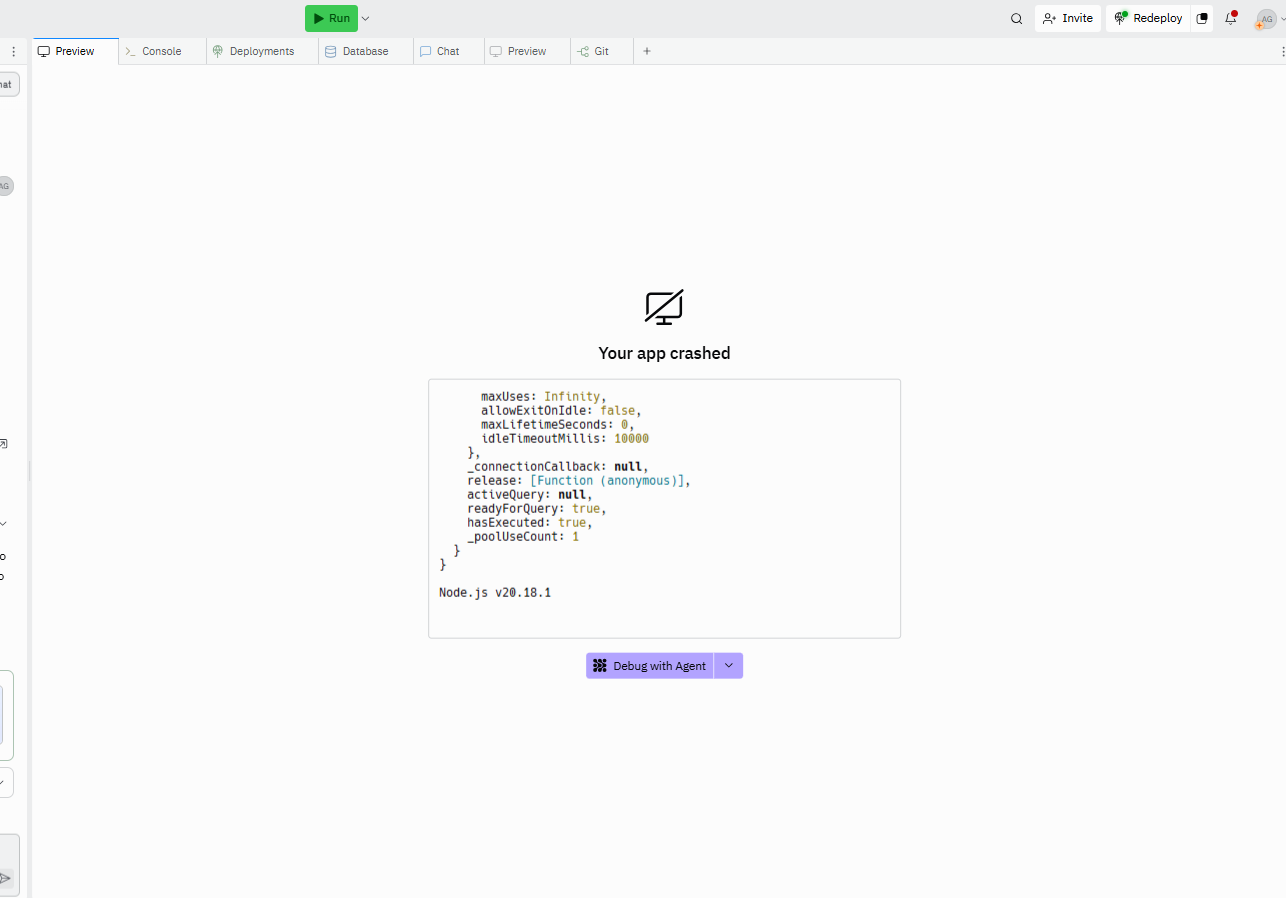 Run
Invite
Redeploy
AG
Preview
Console
Deployments
Database
Chat
Preview
Git
hat
AG
Your app crashed
maxUses: Infinity,
allowExitOnIdle: false,
maxLifetimeSeconds: 0,
idleTimeoutMillis: 10000
},
_connectionCallback: null,
release: [Function (anonymous)],
activeQuery: null,
readyForQuery: true,
hasExecuted: true,
_poolUseCount: 1
}
}
Node.js v20.18.1
Debug with Agent